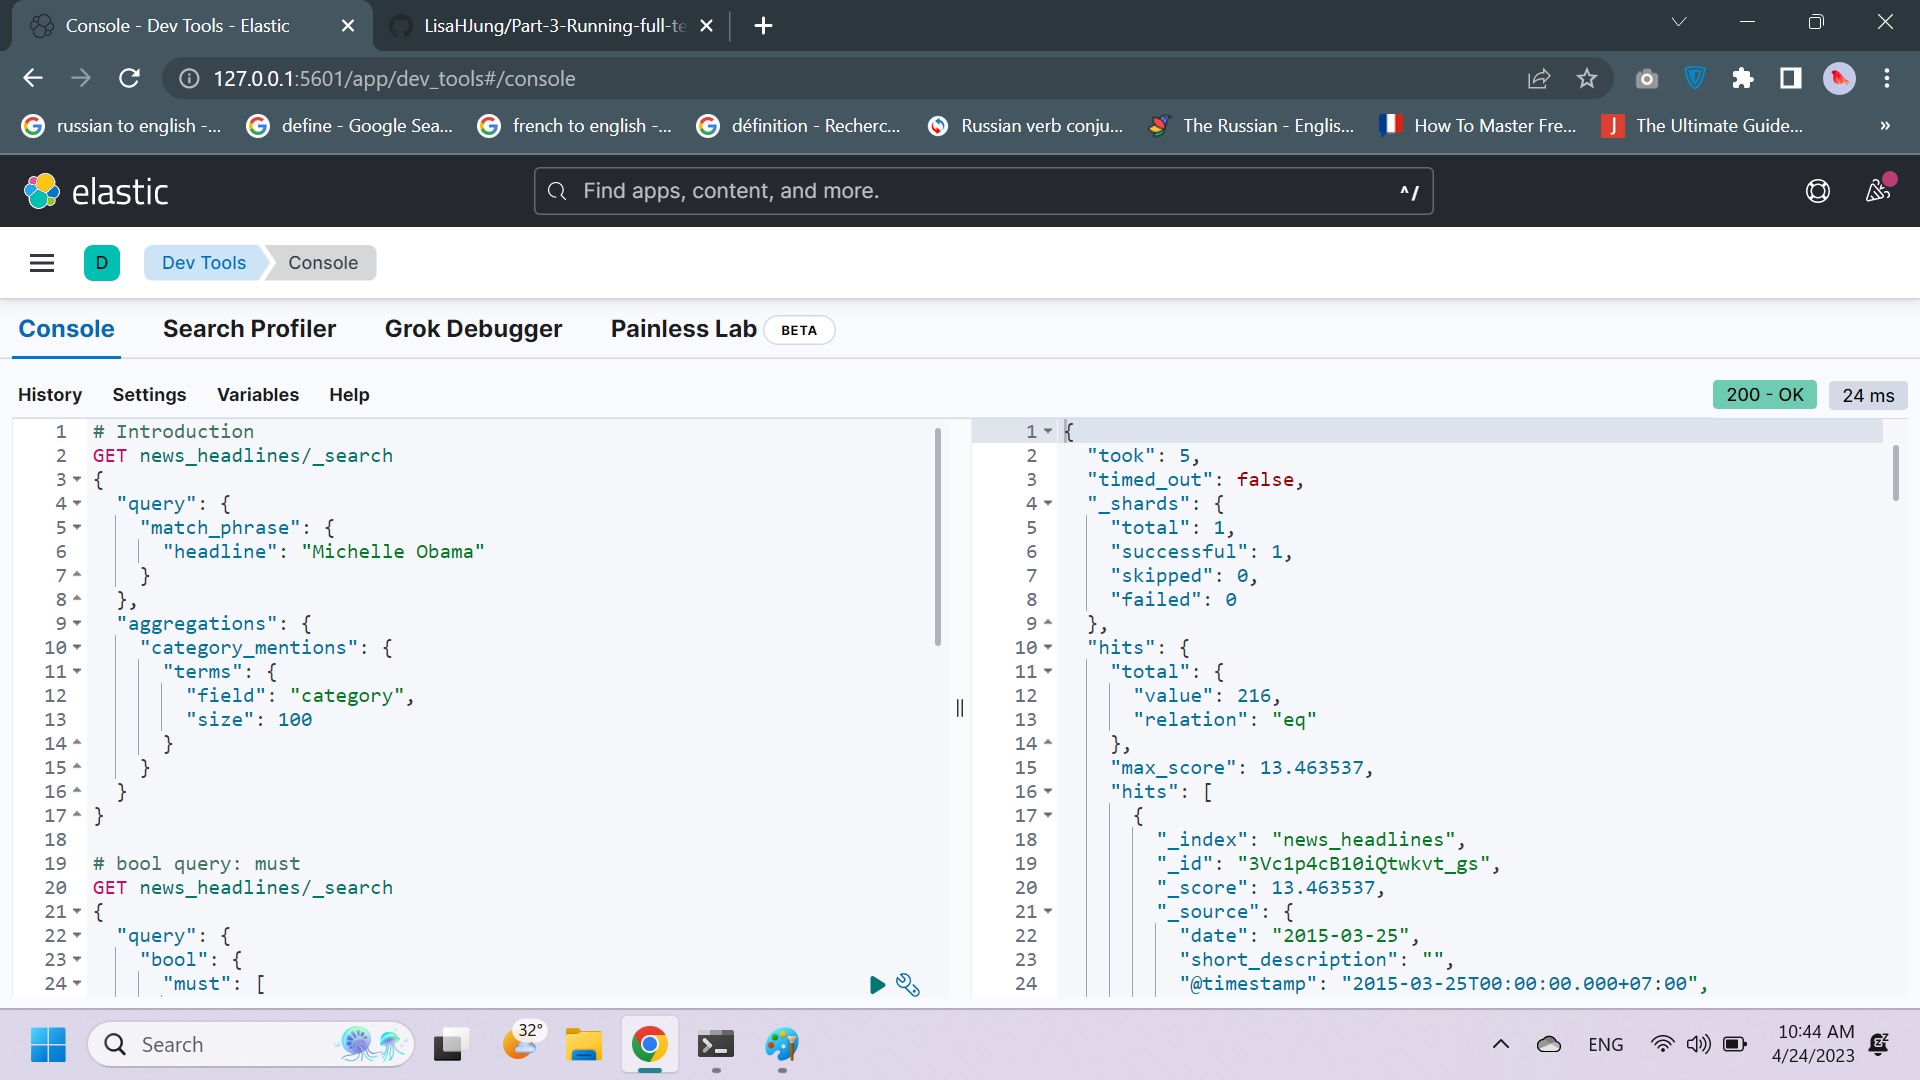 Console - Dev Tools - Elastic
LisaHJung/Part-3-Running-full-te
127.0.0.1:5601/app/dev_tools#/console
russian to english -...
define - Google Sea...
french to english -...
définition - Recherc...
Russian verb conju...
The Russian - Englis...
How To Master Fre...
J
The Ultimate Guide...
»
elastic
Find apps, content, and more.
^/
D
Dev Tools
Console
Console
Search Profiler
Grok Debugger
Painless Lab
BETA
History
Settings
Variables
Help
200 - OK
24 ms
1 # Introduction
2 GET news_headlines/_search
3 {
4 "query": {
5 "match_phrase": {
6 "headline": "Michelle Obama"
7 }
8 },
9 "aggregations": {
10 "category_mentions": {
11 "terms": {
12 "field": "category",
13 "size": 100
14 }
15 }
16 }
17 }
18
19 # bool query: must
20 GET news_headlines/_search
21 {
22 "query": {
23 "bool": {
24 "must": [
1 {
2 "took": 5,
3 "timed_out": false,
4 "_shards": {
5 "total": 1,
6 "successful": 1,
7 "skipped": 0,
8 "failed": 0
9 },
10 "hits": {
11 "total": {
12 "value": 216,
13 "relation": "eq"
14 },
15 "max_score": 13.463537,
16 "hits": [
17 {
18 "_index": "news_headlines",
19 "_id": "3Vc1p4cB10iQtwkvt_gs",
20 "_score": 13.463537,
21 "_source": {
22 "date": "2015-03-25",
23 "short_description": "",
24 "@timestamp": "2015-03-25T00:00:00.000+07:00",
Search
32°
ENG
10:44 AM
4/24/2023